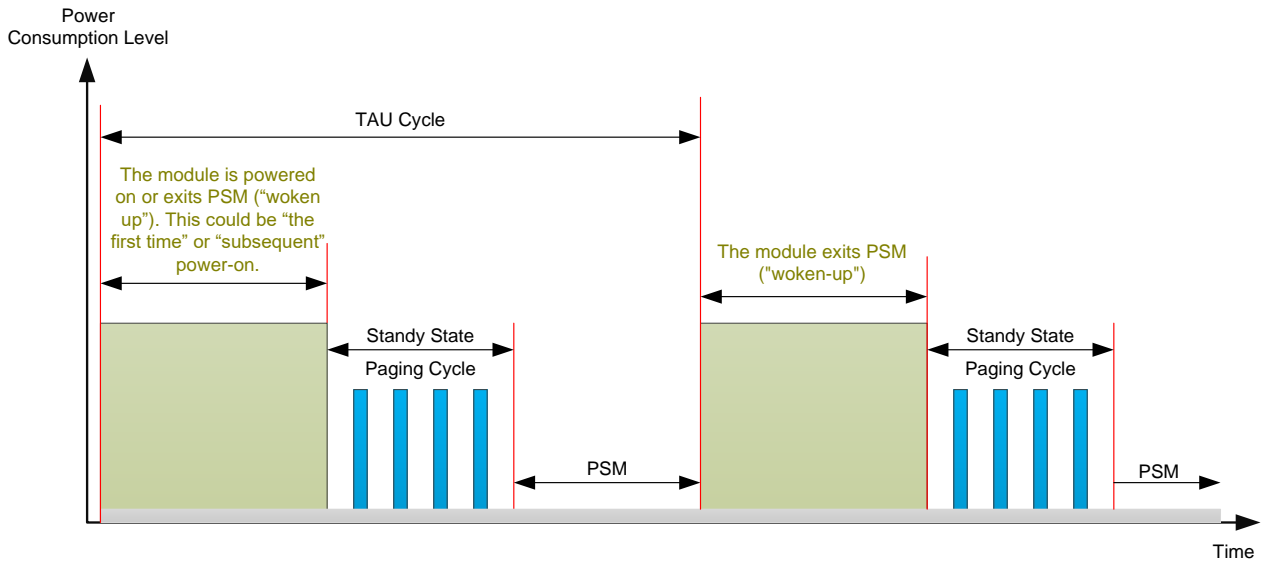 Power
Consumption Level
TAU Cycle
The module is powered
on or exits PSM (“woken
up”). This could be “the
first time” or “subsequent”
power-on.
The module exits PSM
("woken-up")
Standy State
Paging Cycle
PSM
Standy State
Paging Cycle
PSM
Time